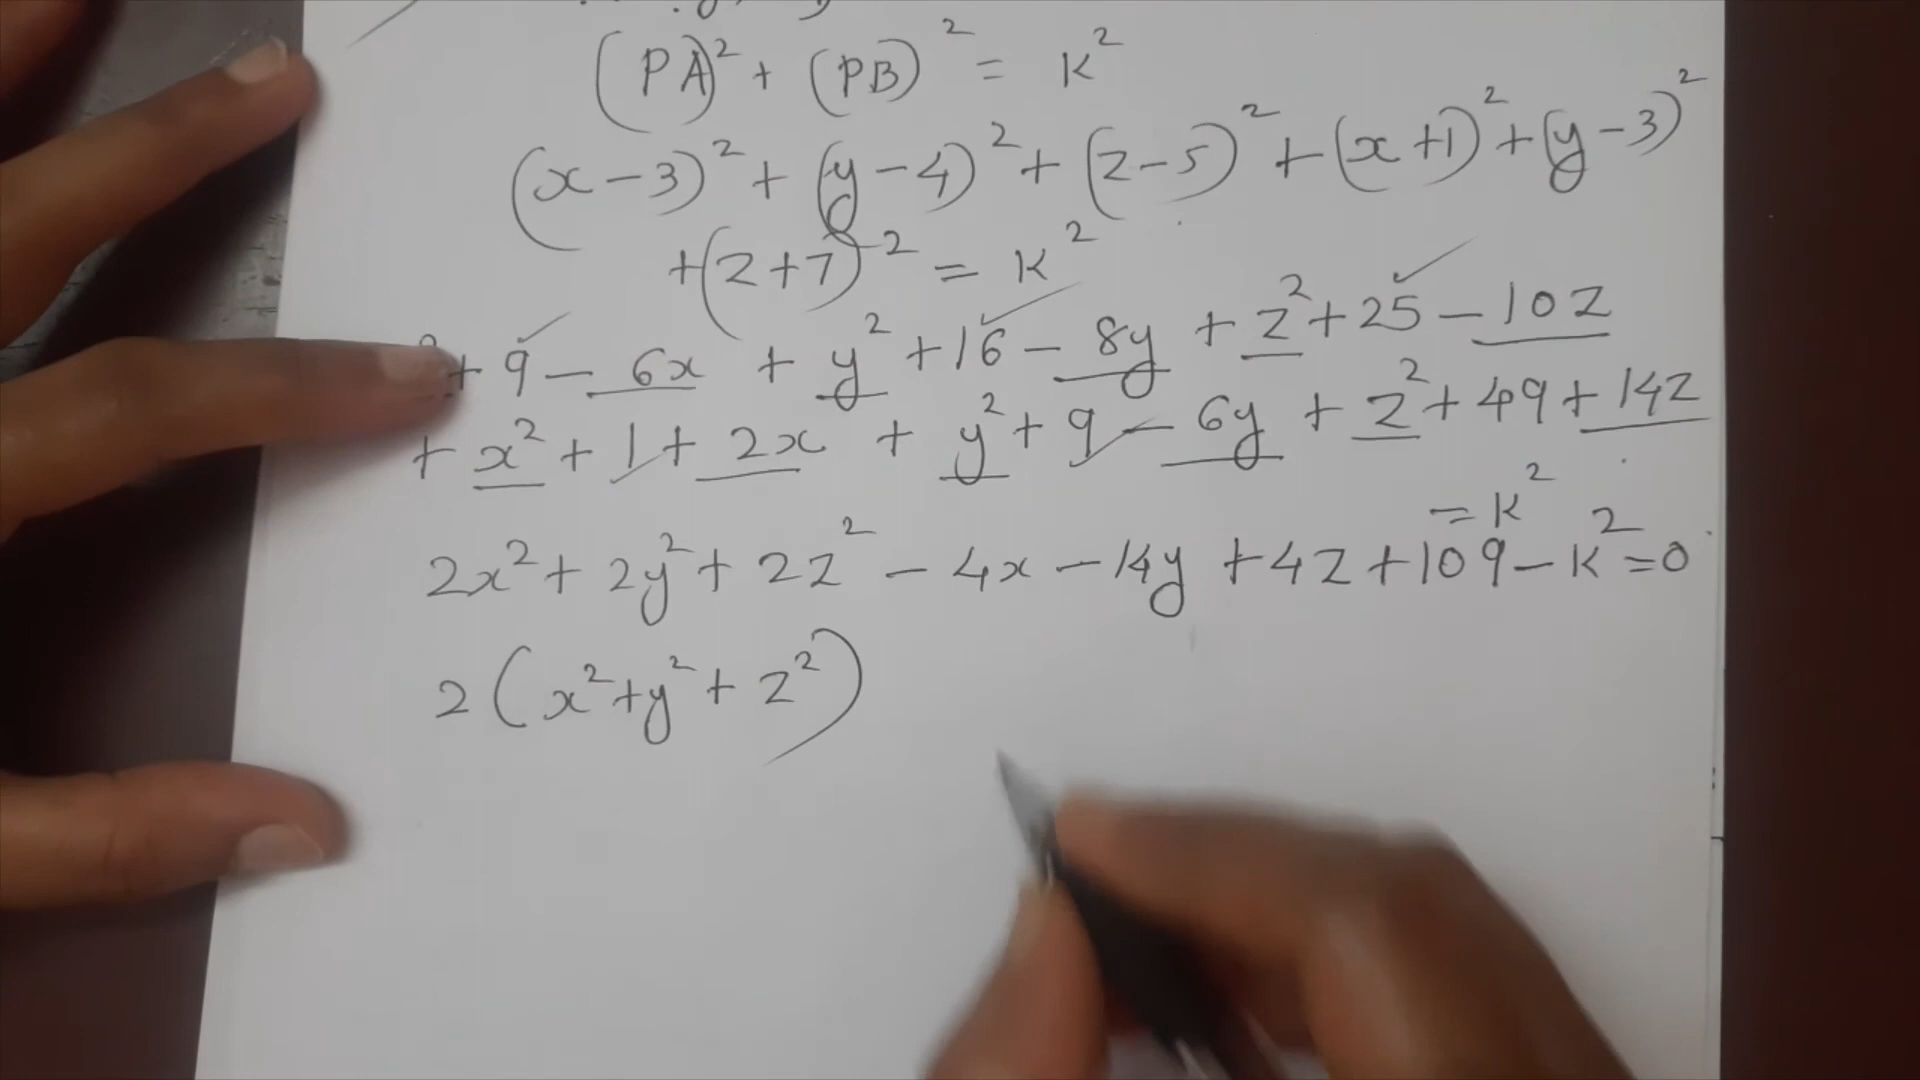 (PA)² + (PB)² = K²
(x-3)² + (y-4)² + (z-5)² + (x+1)² + (y-3)²
+(z+7)² = K²
+ 9 - 6x + y² + 16 - 8y + z² + 25 - 10z
+ x² + 1 + 2x + y² + 9 - 6y + z² + 49 + 14z
= K²
2x² + 2y² + 2z² - 4x - 14y + 4z + 109 - K² = 0
2(x² + y² + z²)